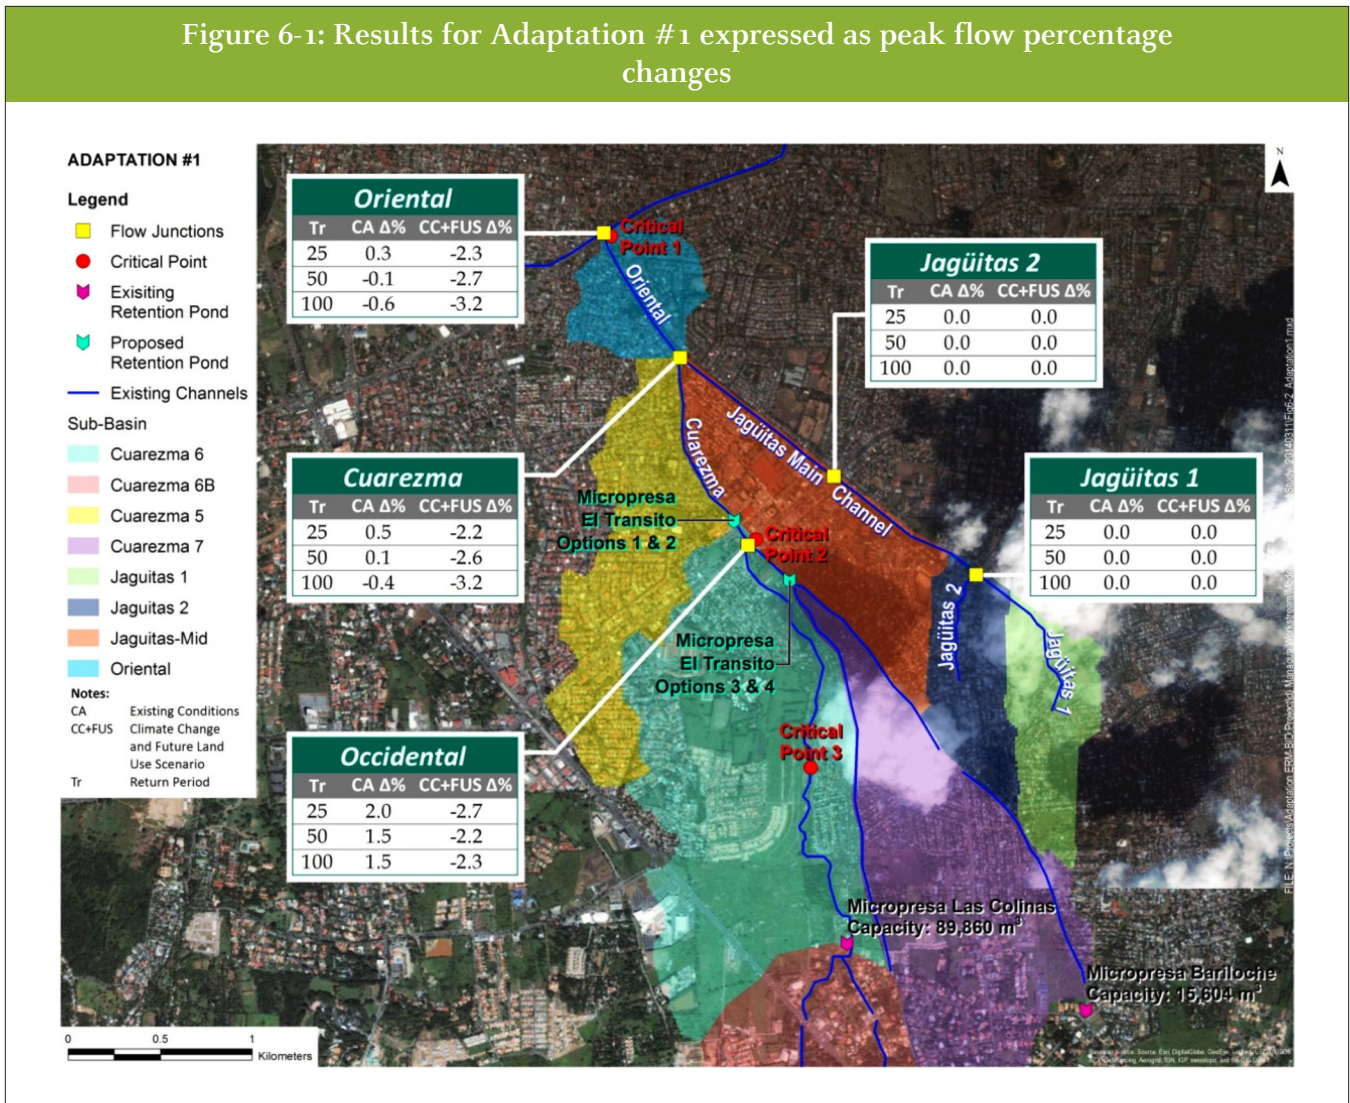 Figure 6-1: Results for Adaptation #1 expressed as peak flow percentage
changes
ADAPTATION #1
Legend
Flow Junctions
Critical Point
Exisiting
Retention Pond
Proposed
Retention Pond
Existing Channels
Sub-Basin
Cuarezma 6
Cuarezma 6B
Cuarezma 5
Cuarezma 7
Jaguitas 1
Jaguitas 2
Jaguitas-Mid
Oriental
Notes:
CA Existing Conditions
CC+FUS Climate Change
and Future Land
Use Scenario
Tr Return Period
0 0.5 1
Kilometers
N
Oriental
Tr CA Δ% CC+FUS Δ%
25 0.3 -2.3
50 -0.1 -2.7
100 -0.6 -3.2
Critical
Point 1
Oriental
Jagüitas 2
Tr CA Δ% CC+FUS Δ%
25 0.0 0.0
50 0.0 0.0
100 0.0 0.0
Cuarezma
Tr CA Δ% CC+FUS Δ%
25 0.5 -2.2
50 0.1 -2.6
100 -0.4 -3.2
Cuarezma
Jagüitas Main Channel
Jagüitas 1
Tr CA Δ% CC+FUS Δ%
25 0.0 0.0
50 0.0 0.0
100 0.0 0.0
Micropresa
El Transito
Options 1 & 2
Critical
Point 2
Jagüitas 2
Jagüitas 1
Micropresa
El Transito
Options 3 & 4
Critical
Point 3
Occidental
Tr CA Δ% CC+FUS Δ%
25 2.0 -2.7
50 1.5 -2.2
100 1.5 -2.3
Micropresa Las Colinas
Capacity: 89,860 m³
Micropresa Bariloche
Capacity: 15,604 m³